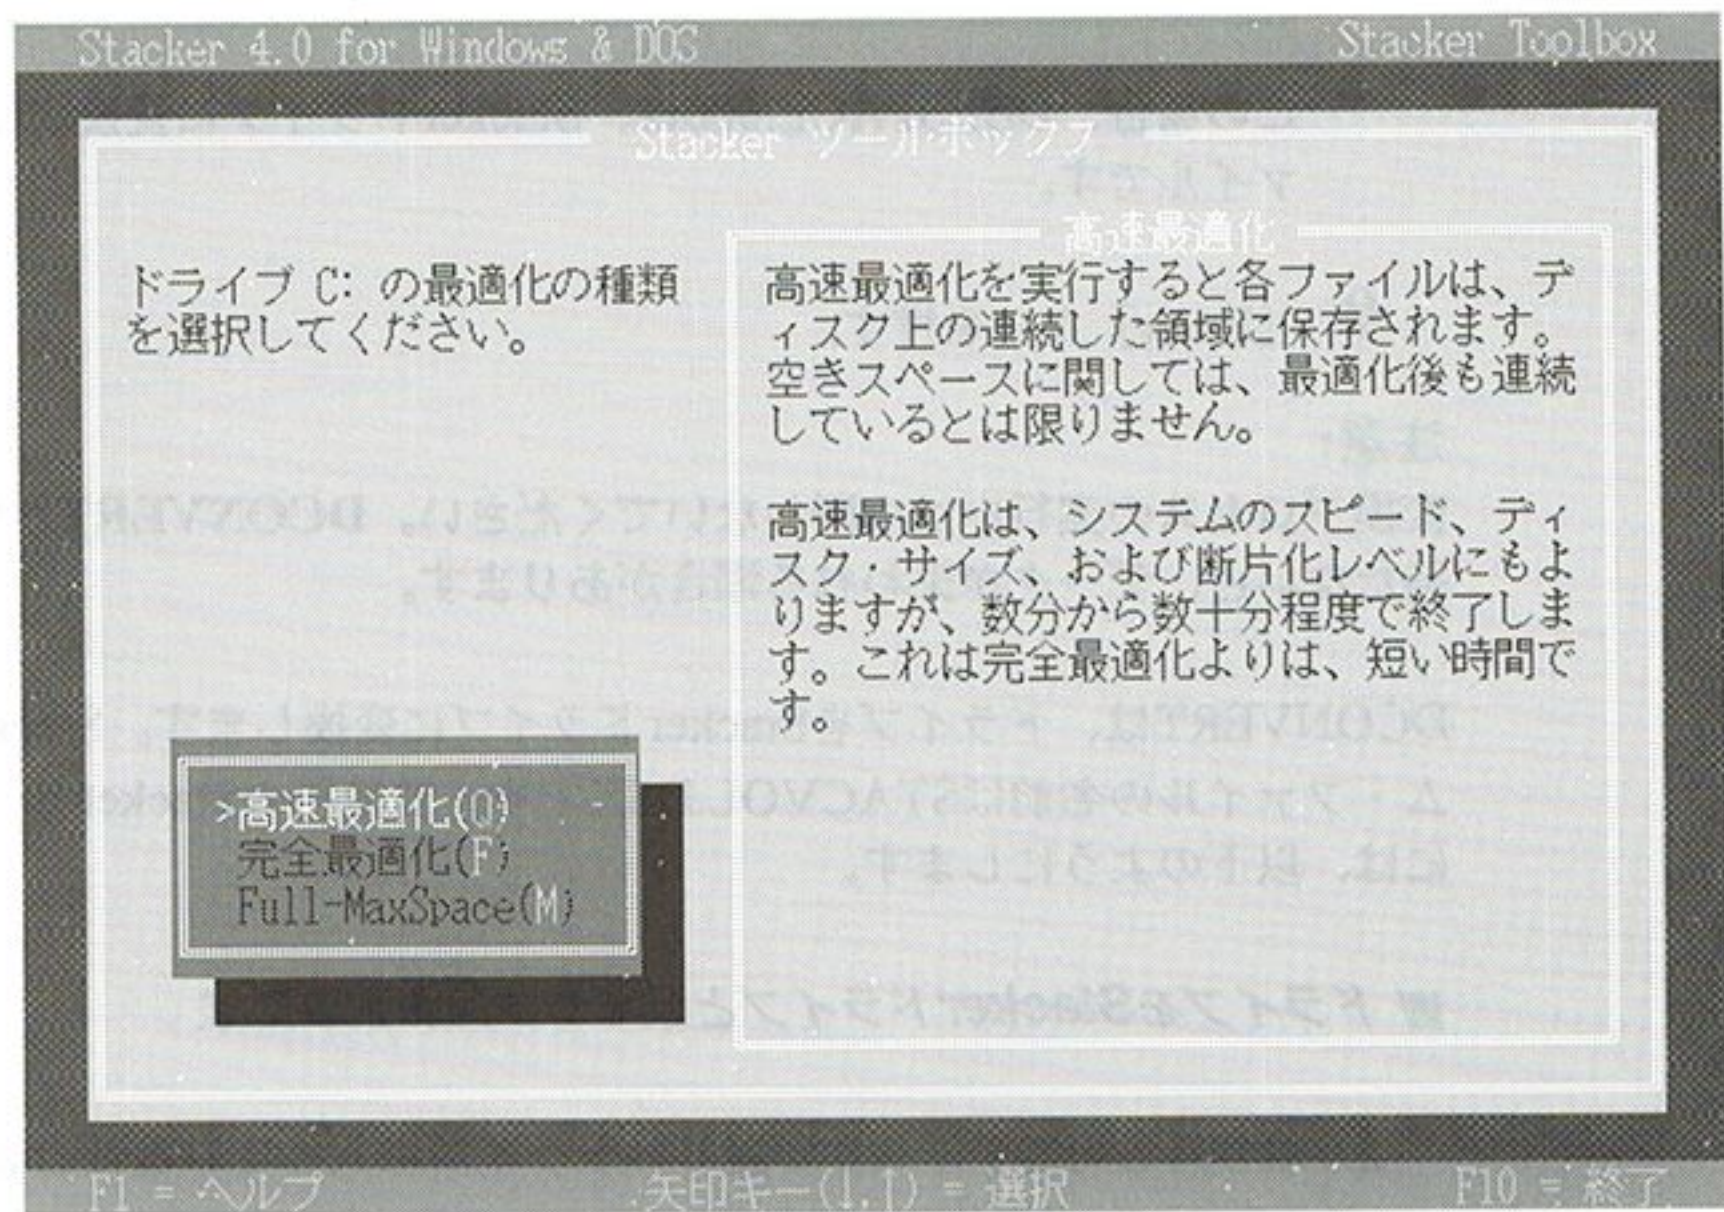 Stacker 4.0 for Windows & DOS
Stacker Toolbox
Stacker ツールボックス
ドライブ C: の最適化の種類
を選択してください。
>高速最適化(Q)
完全最適化(F)
Full-MaxSpace(M)
高速最適化
高速最適化を実行すると各ファイルは、デ
ィスク上の連続した領域に保存されます。
空きスペースに関しては、最適化後も連続
しているとは限りません。
高速最適化は、システムのスピード、ディ
スク・サイズ、および断片化レベルにもよ
りますが、数分から数十分程度で終了しま
す。これは完全最適化よりは、短い時間で
す。
F1 = ヘルプ
矢印キー(↓.↑) = 選択
F10 = 終了